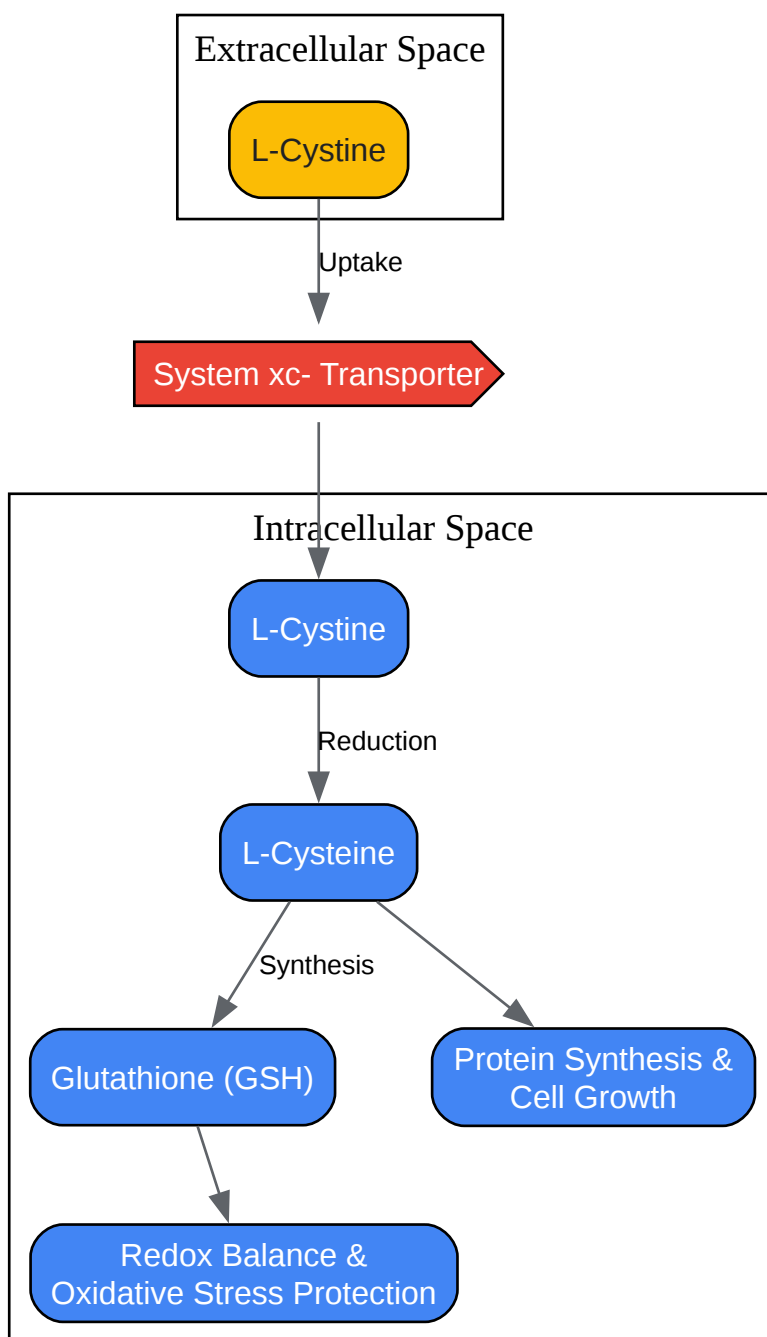 Extracellular Space
L-Cystine
Uptake
System xc- Transporter
Intracellular Space
L-Cystine
Reduction
L-Cysteine
Synthesis
Glutathione (GSH)
Protein Synthesis &
Cell Growth
Redox Balance &
Oxidative Stress Protection